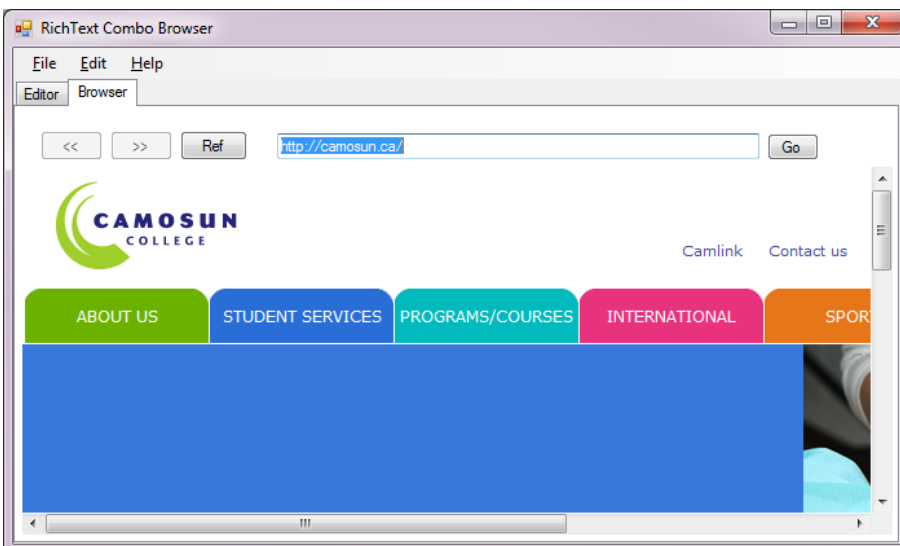 RichText Combo Browser
File Edit Help
Editor Browser
<< >> Ref http://camosun.ca/ Go
CAMOSUN
COLLEGE
Camlink Contact us
ABOUT US STUDENT SERVICES PROGRAMS/COURSES INTERNATIONAL SPOR